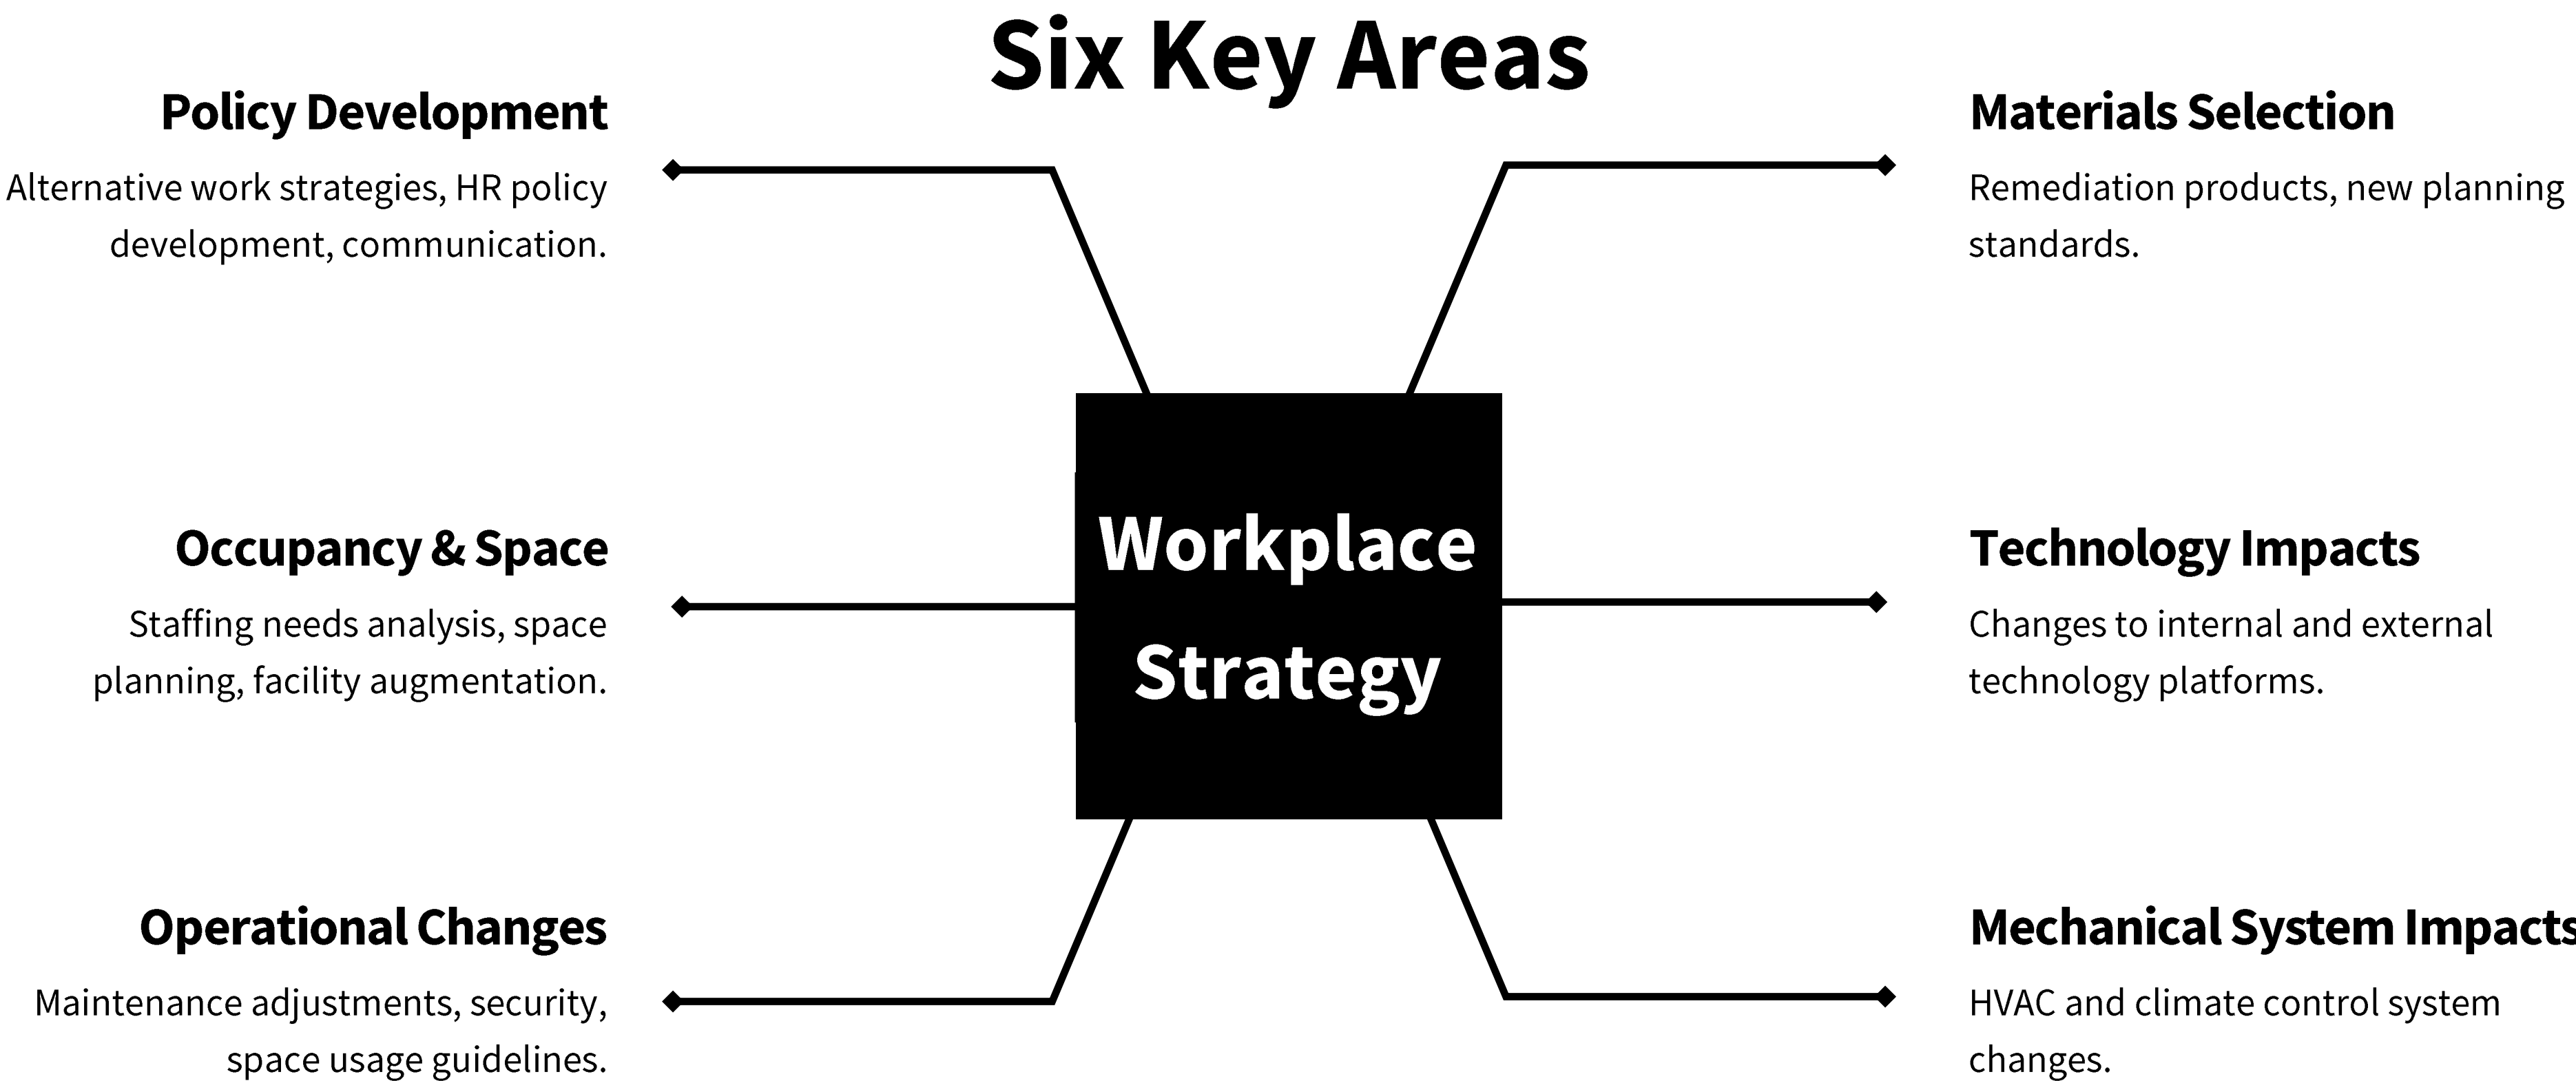 Six Key Areas
Policy Development
Alternative work strategies, HR policy
development, communication.
Materials Selection
Remediation products, new planning
standards.
Occupancy & Space
Staffing needs analysis, space
planning, facility augmentation.
Workplace
Strategy
Technology Impacts
Changes to internal and external
technology platforms.
Operational Changes
Maintenance adjustments, security,
space usage guidelines.
Mechanical System Impacts
HVAC and climate control system
changes.